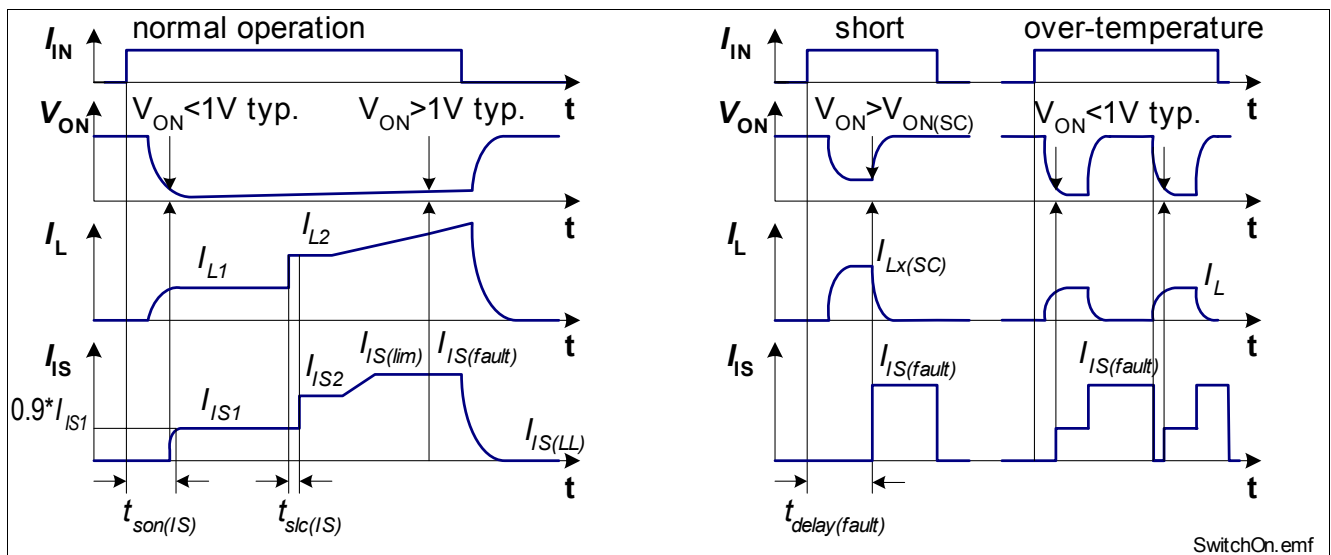 normal operation
short
over-temperature
I_IN
t
V_ON
V_ON<1V typ.
V_ON>1V typ.
V_ON>V_ON(SC)
V_ON<1V typ.
t
t
I_L
I_L1
I_L2
I_Lx(SC)
I_L
t
t
I_IS
0.9*I_IS1
I_IS1
I_IS2
I_IS(lim)
I_IS(fault)
I_IS(LL)
t
t_son(IS)
t_slc(IS)
I_IN
t
V_ON
I_L
t
I_IS
I_IS(fault)
I_IS(fault)
t
t_delay(fault)
SwitchOn.emf